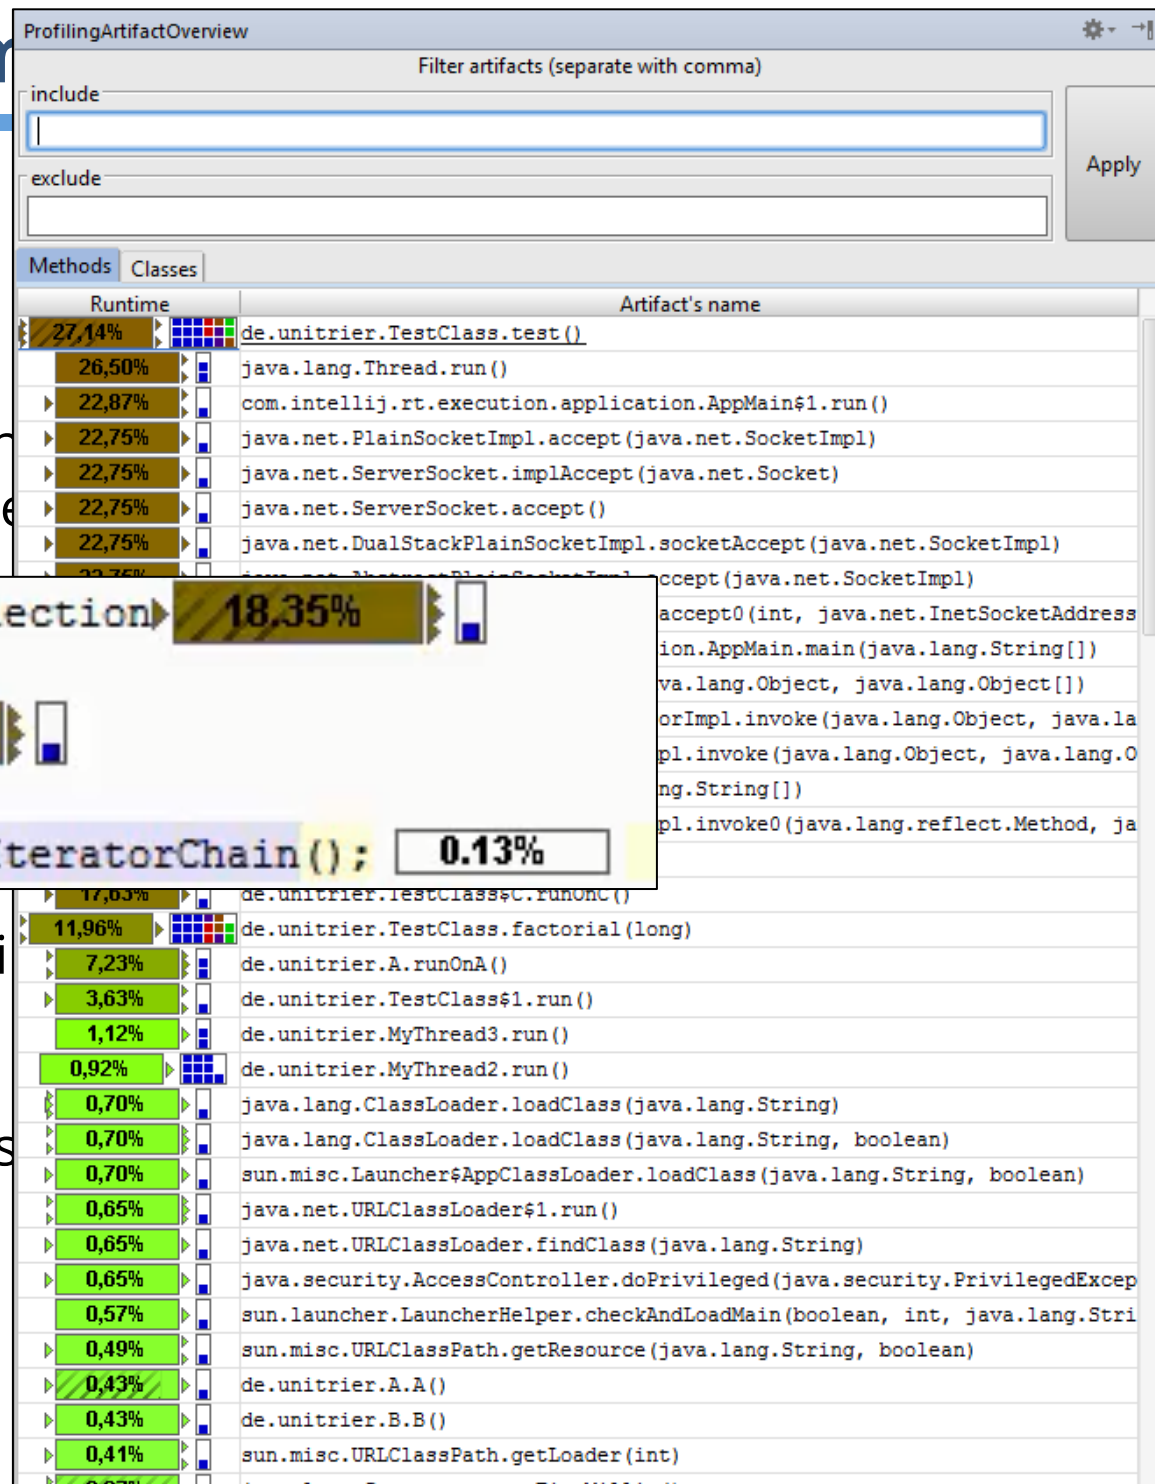 ProfilingArtifactOverview
Filter artifacts (separate with comma)
include
Apply
exclude
Methods Classes
Runtime Artifact's name
27,14% de.unitrier.TestClass.test()
26,50% java.lang.Thread.run()
22,87% com.intellij.rt.execution.application.AppMain$1.run()
22,75% java.net.PlainSocketImpl.accept(java.net.SocketImpl)
22,75% java.net.ServerSocket.implAccept(java.net.Socket)
22,75% java.net.ServerSocket.accept()
22,75% java.net.DualStackPlainSocketImpl.socketAccept(java.net.SocketImpl)
ccept(java.net.SocketImpl)
ection 18.35%
accept0(int, java.net.InetSocketAddress
ion.AppMain.main(java.lang.String[])
va.lang.Object, java.lang.Object[])
orImpl.invoke(java.lang.Object, java.la
pl.invoke(java.lang.Object, java.lang.O
ng.String[])
pl.invoke0(java.lang.reflect.Method, ja
teratorChain(); 0.13%
17,63% de.unitrier.TestClass$C.runOnC()
11,96% de.unitrier.TestClass.factorial(long)
7,23% de.unitrier.A.runOnA()
3,63% de.unitrier.TestClass$1.run()
1,12% de.unitrier.MyThread3.run()
0,92% de.unitrier.MyThread2.run()
0,70% java.lang.ClassLoader.loadClass(java.lang.String)
0,70% java.lang.ClassLoader.loadClass(java.lang.String, boolean)
0,70% sun.misc.Launcher$AppClassLoader.loadClass(java.lang.String, boolean)
0,65% java.net.URLClassLoader$1.run()
0,65% java.net.URLClassLoader.findClass(java.lang.String)
0,65% java.security.AccessController.doPrivileged(java.security.PrivilegedExcep
0,57% sun.launcher.LauncherHelper.checkAndLoadMain(boolean, int, java.lang.Stri
0,49% sun.misc.URLClassPath.getResource(java.lang.String, boolean)
0,43% de.unitrier.A.A()
0,43% de.unitrier.B.B()
0,41% sun.misc.URLClassPath.getLoader(int)